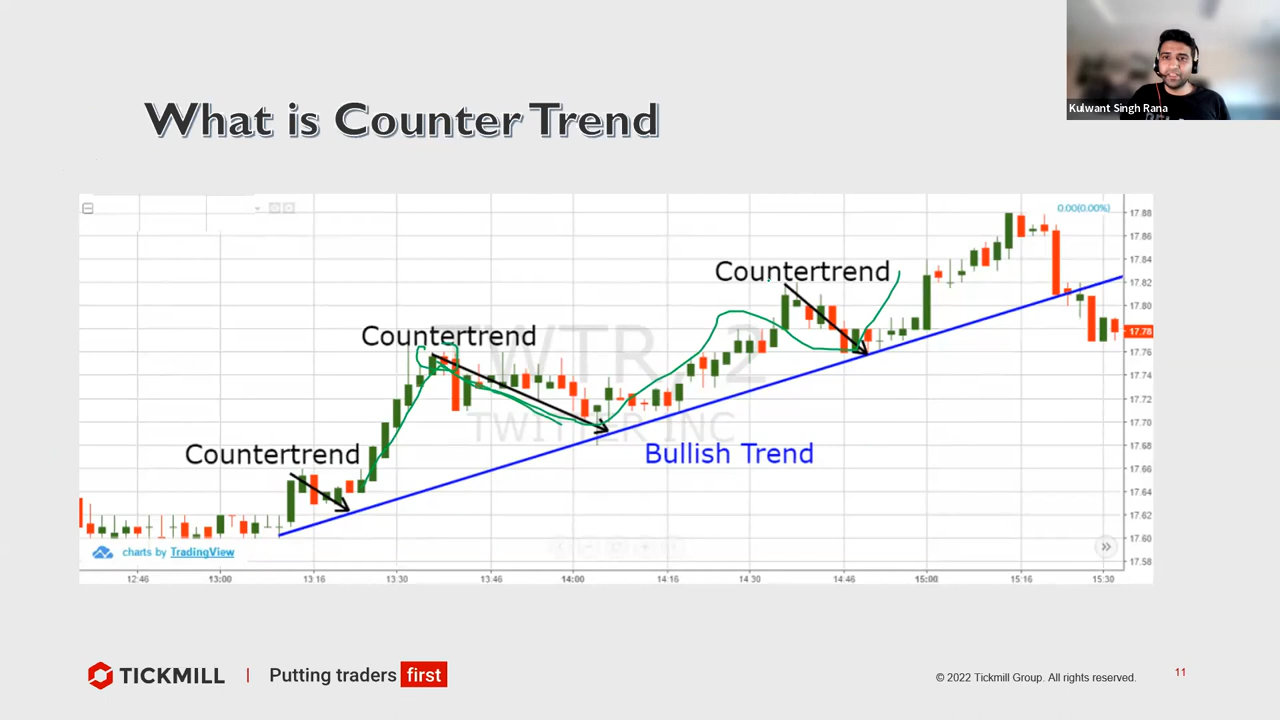 Kulwant Singh Rana
What is Counter Trend
0.00(0.00%)
17.88
17.86
17.84
17.82
17.80
17.78
17.76
17.74
17.72
17.70
17.68
17.66
17.64
17.62
17.60
17.58
Countertrend
Countertrend
Countertrend
WTR, 2
TWITTER INC
Bullish Trend
charts by TradingView
12:46
13:00
13:16
13:30
13:46
14:00
14:16
14:30
14:46
15:00
15:16
15:30
TICKMILL | Putting traders first
© 2022 Tickmill Group. All rights reserved.
11